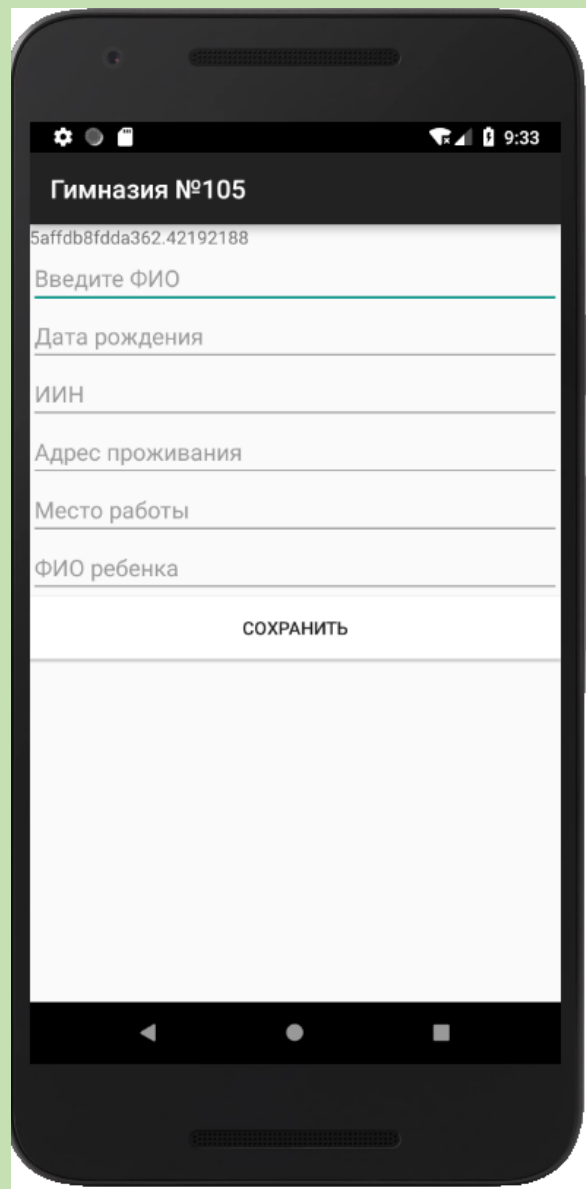 9:33
Гимназия №105
5affdb8fdda362.42192188
Введите ФИО
Дата рождения
ИИН
Адрес проживания
Место работы
ФИО ребенка
СОХРАНИТЬ